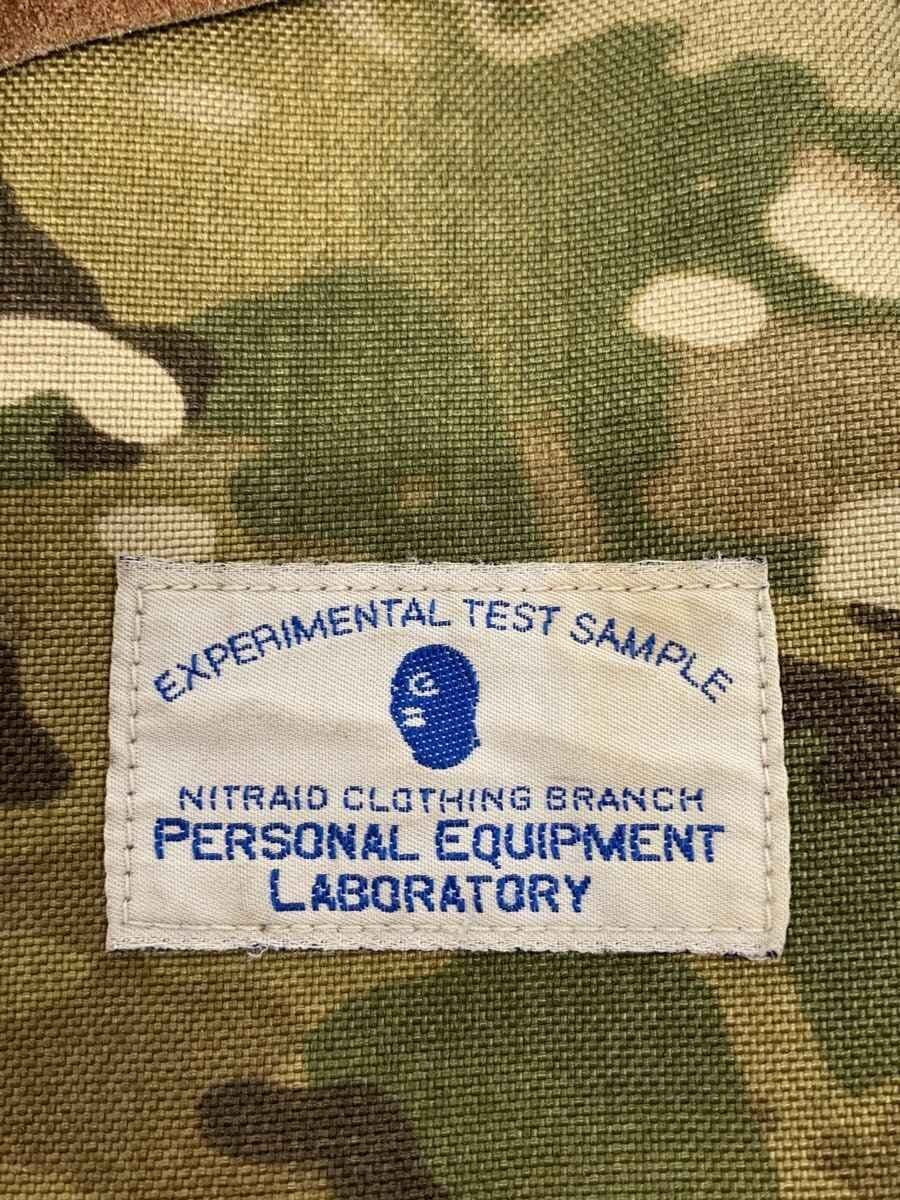 EXPERIMENTAL TEST SAMPLE
NITRAID CLOTHING BRANCH
PERSONAL EQUIPMENT
LABORATORY